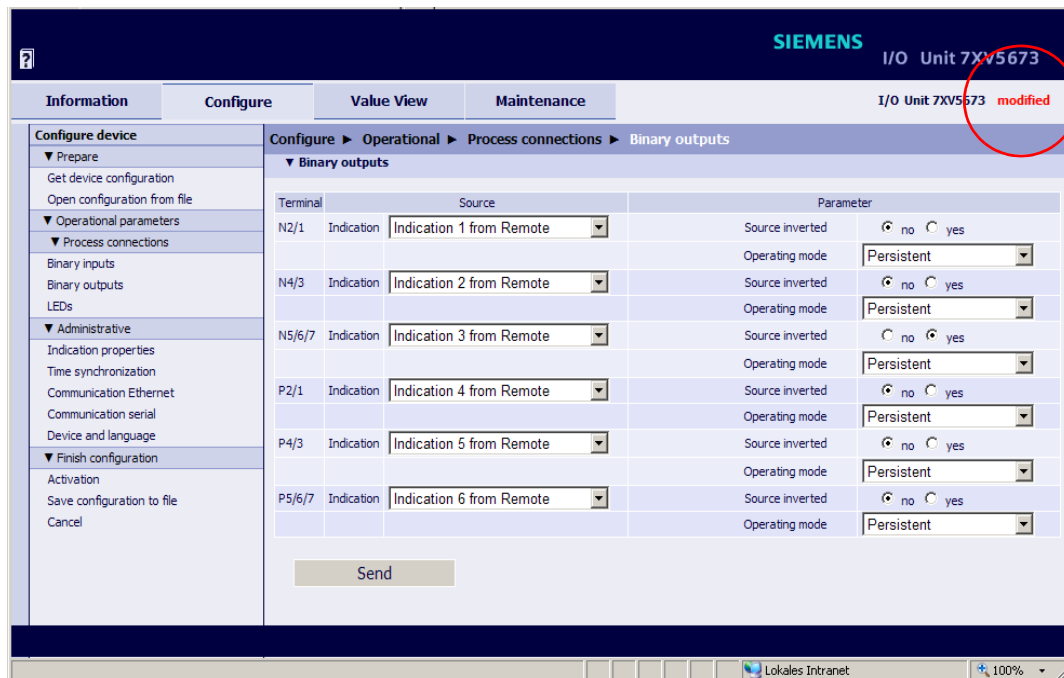 SIEMENS
?
I/O Unit 7XV5673
Information Configure Value View Maintenance I/O Unit 7XV5673 modified
Configure device
▼ Prepare
Get device configuration
Open configuration from file
▼ Operational parameters
▼ Process connections
Binary inputs
Binary outputs
LEDs
▼ Administrative
Indication properties
Time synchronization
Communication Ethernet
Communication serial
Device and language
▼ Finish configuration
Activation
Save configuration to file
Cancel
Configure ► Operational ► Process connections ► Binary outputs
▼ Binary outputs
Terminal Source Parameter
N2/1 Indication Indication 1 from Remote Source inverted no yes
Operating mode Persistent
N4/3 Indication Indication 2 from Remote Source inverted no yes
Operating mode Persistent
N5/6/7 Indication Indication 3 from Remote Source inverted no yes
Operating mode Persistent
P2/1 Indication Indication 4 from Remote Source inverted no yes
Operating mode Persistent
P4/3 Indication Indication 5 from Remote Source inverted no yes
Operating mode Persistent
P5/6/7 Indication Indication 6 from Remote Source inverted no yes
Operating mode Persistent
Send
Lokales Intranet 100%